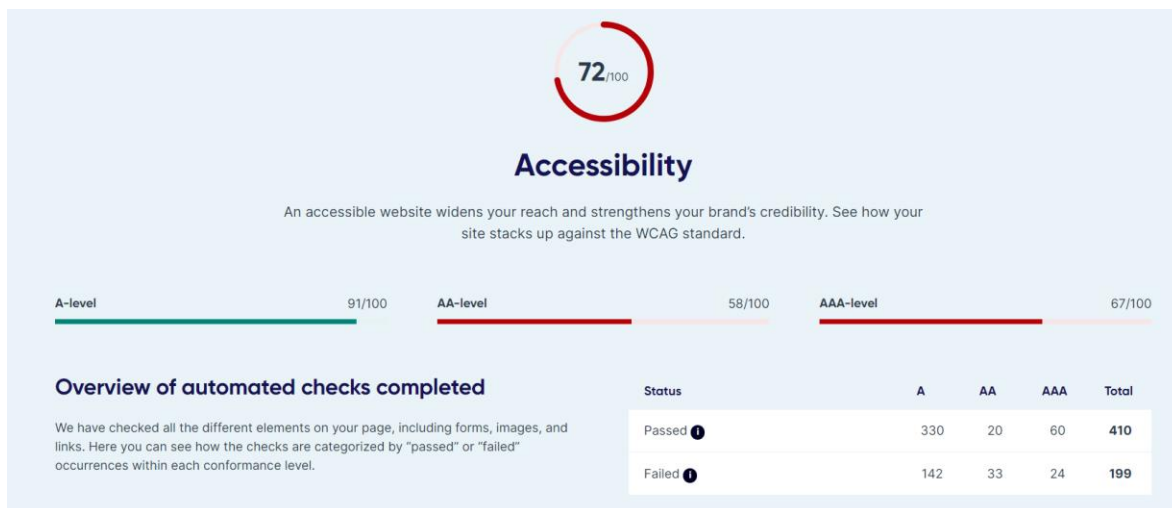 72/100
Accessibility
An accessible website widens your reach and strengthens your brand's credibility. See how your
site stacks up against the WCAG standard.
A-level 91/100 AA-level 58/100 AAA-level 67/100
Overview of automated checks completed
We have checked all the different elements on your page, including forms, images, and
links. Here you can see how the checks are categorized by "passed" or "failed"
occurrences within each conformance level.
Status A AA AAA Total
Passed i 330 20 60 410
Failed i 142 33 24 199